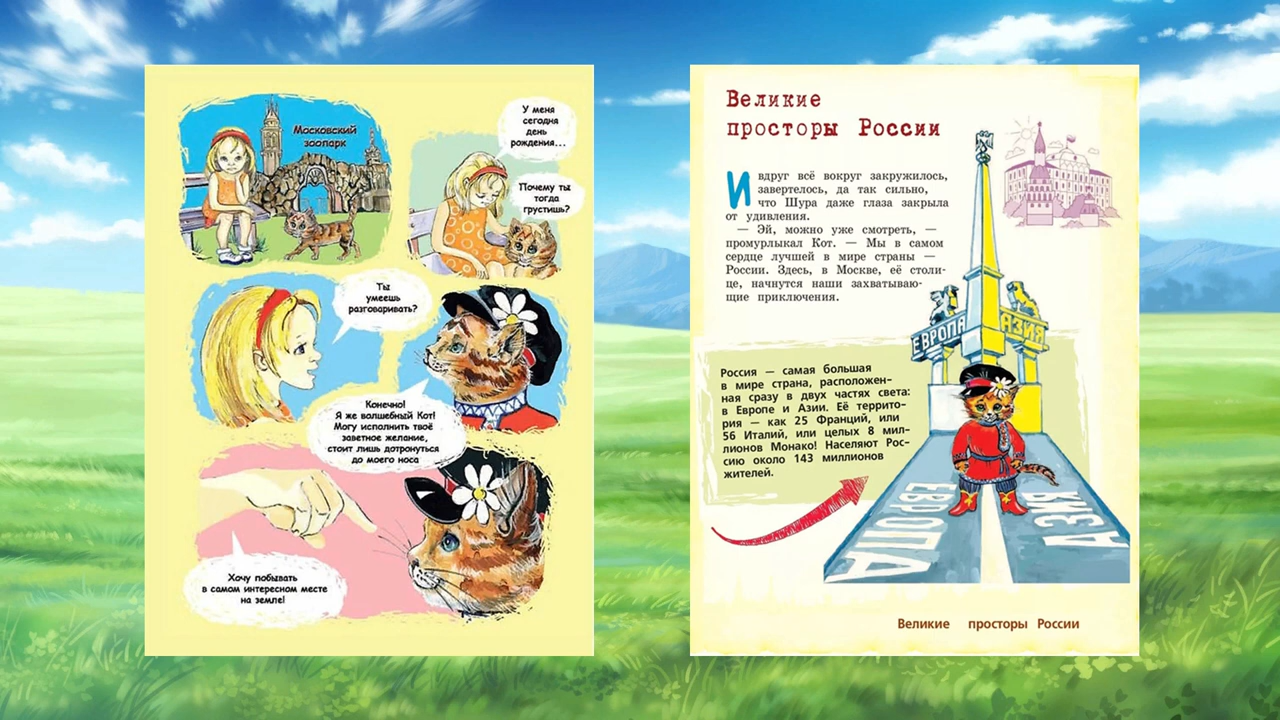 Московский
зоопарк
У меня
сегодня
день
рождения...
Почему ты
тогда
грустишь?
Ты
умеешь
разговаривать?
Конечно!
Я же волшебный Кот!
Могу исполнить твоё
заветное желание,
стоит лишь дотронуться
до моего носа
Хочу побывать
в самом интересном месте
на земле!
Великие
просторы России
И вдруг всё вокруг закружилось,
завертелось, да так сильно,
что Шура даже глаза закрыла
от удивления.
— Эй, можно уже смотреть, —
промурлыкал Кот. — Мы в самом
сердце лучшей в мире страны —
России. Здесь, в Москве, её столи-
це, начнутся наши захватываю-
щие приключения.
ЕВРОПА
АЗИЯ
Россия — самая большая
в мире страна, расположен-
ная сразу в двух частях света:
в Европе и Азии. Её террито-
рия — как 25 Франций, или
56 Италий, или целых 8 мил-
лионов Монако! Населяют Рос-
сию около 143 миллионов
жителей.
ЕВРОПА
АЗИЯ
Великие просторы России